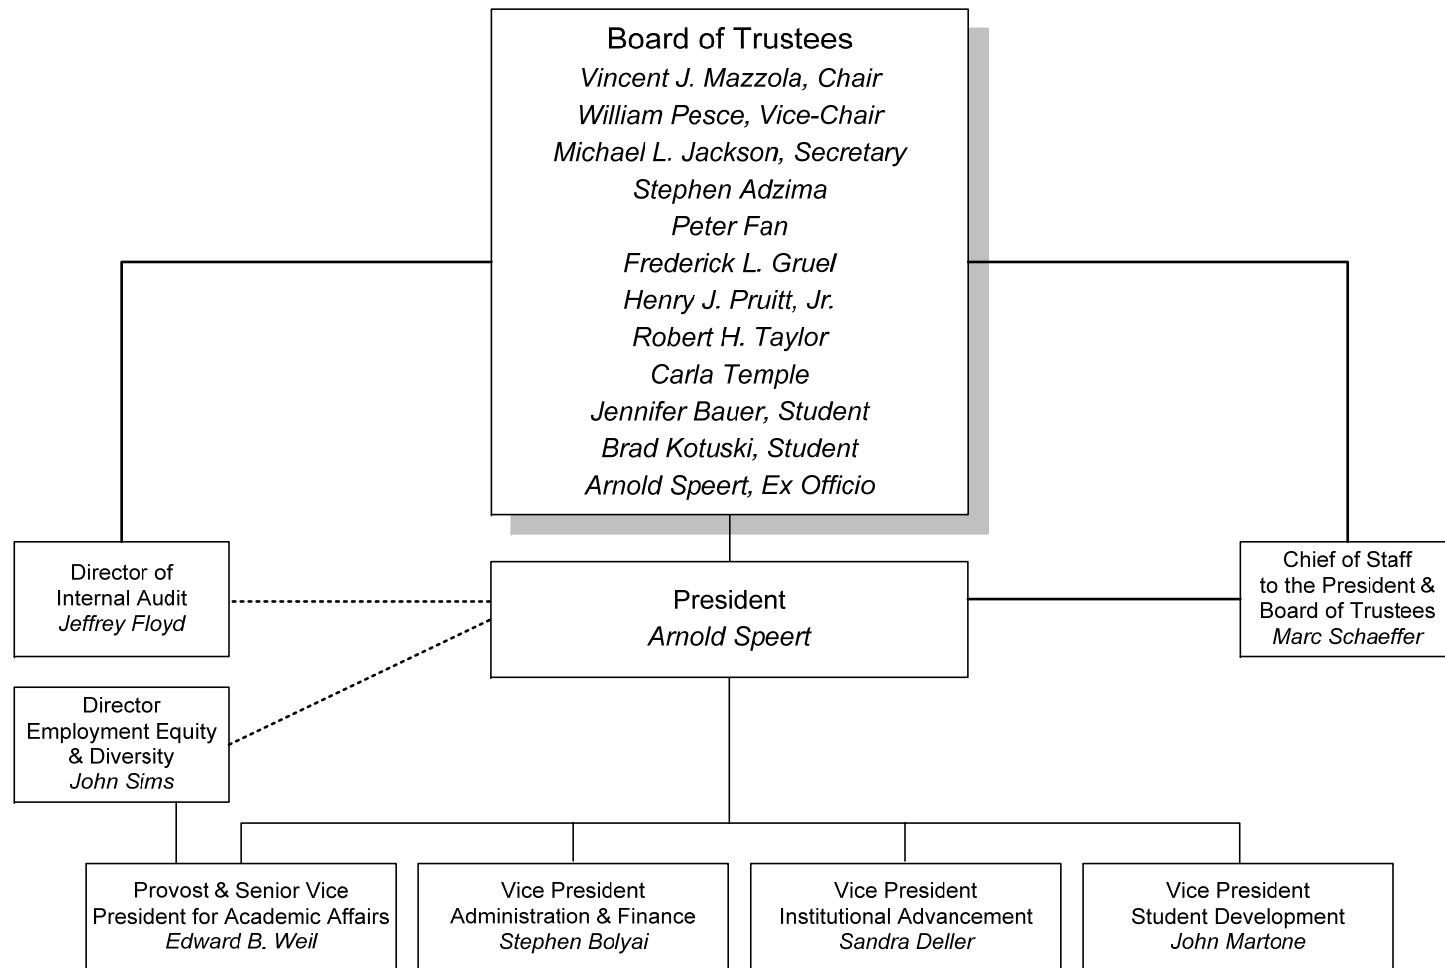 Board of Trustees
Vincent J. Mazzola, Chair
William Pesce, Vice-Chair
Michael L. Jackson, Secretary
Stephen Adzima
Peter Fan
Frederick L. Gruel
Henry J. Pruitt, Jr.
Robert H. Taylor
Carla Temple
Jennifer Bauer, Student
Brad Kotuski, Student
Arnold Speert, Ex Officio
Director of
Internal Audit
Jeffrey Floyd
President
Arnold Speert
Chief of Staff
to the President &
Board of Trustees
Marc Schaeffer
Director
Employment Equity
& Diversity
John Sims
Provost & Senior Vice
President for Academic Affairs
Edward B. Weil
Vice President
Administration & Finance
Stephen Bolyai
Vice President
Institutional Advancement
Sandra Deller
Vice President
Student Development
John Martone